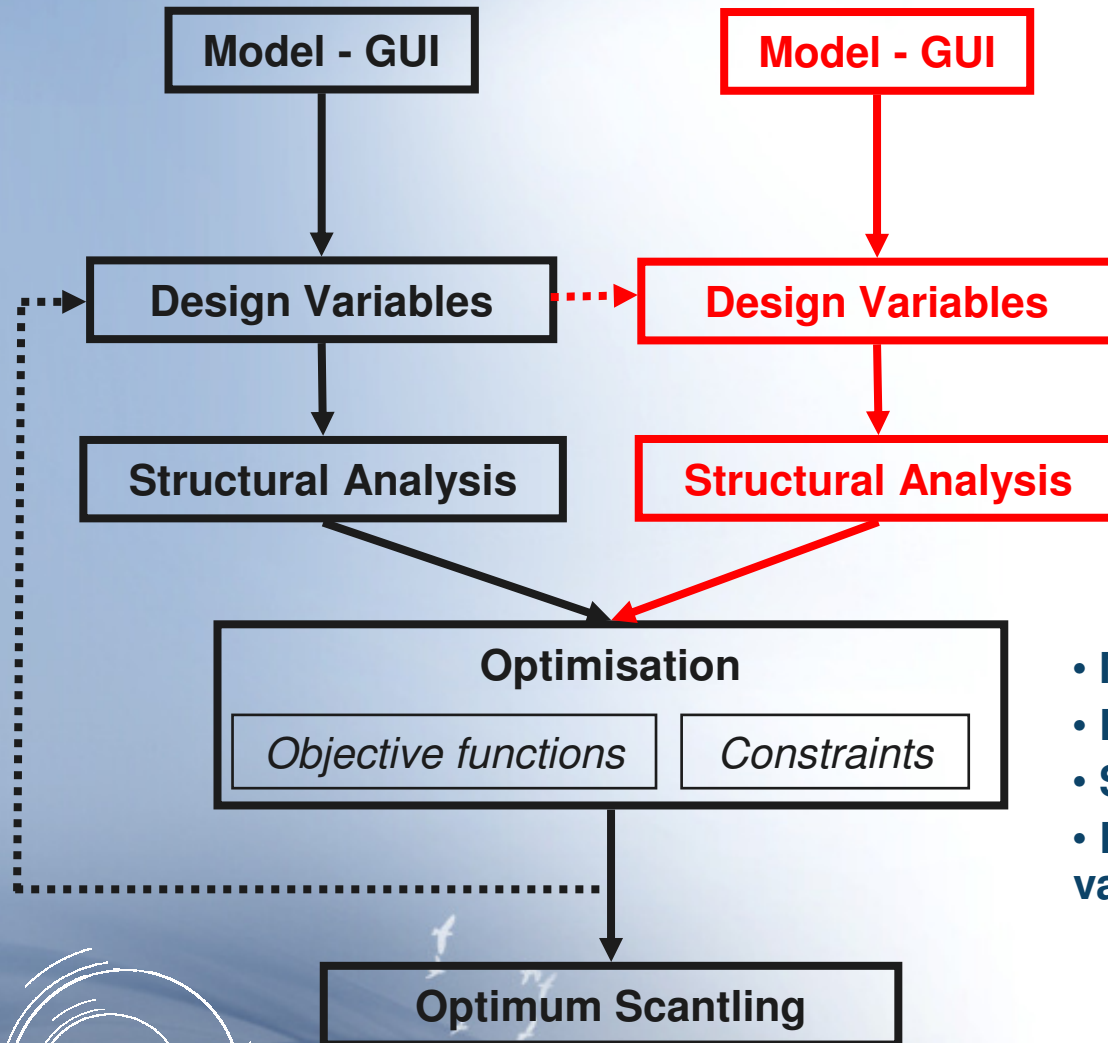 Model - GUI
Model - GUI
Design Variables
Design Variables
Structural Analysis
Structural Analysis
Optimisation
Objective functions
Constraints
Optimum Scantling